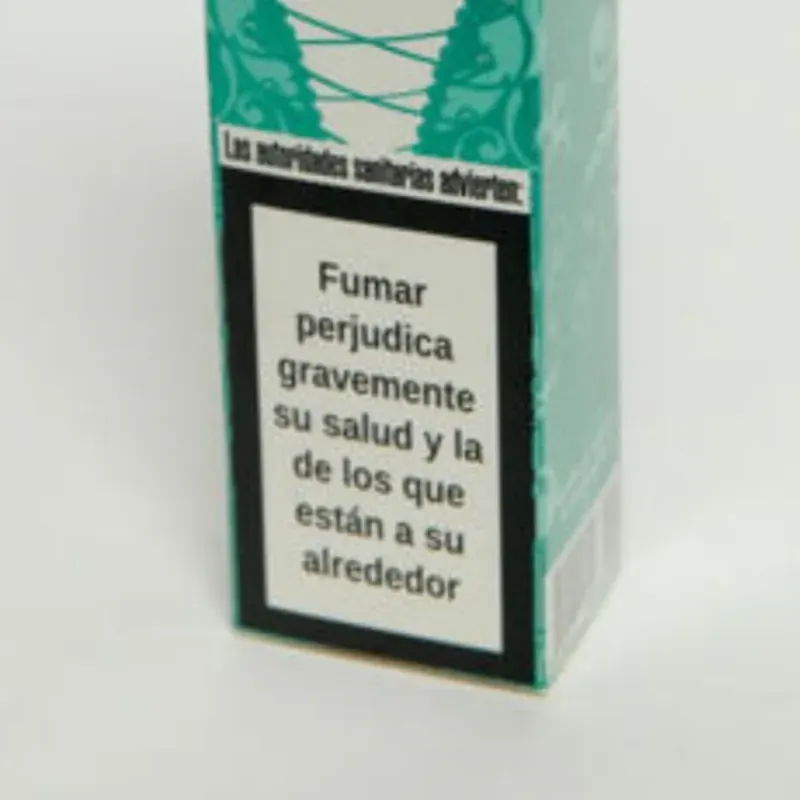 Las autoridades sanitarias advierten:
Fumar
perjudica
gravemente
su salud y la
de los que
están a su
alrededor